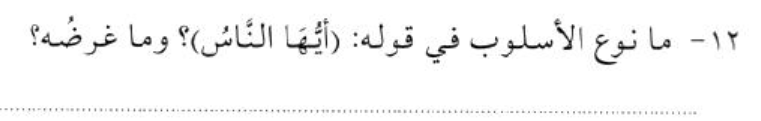 ١٢- ما نوع الأسلوب في قوله: (أَيُّهَا النَّاسُ)؟ وما غرضُه؟